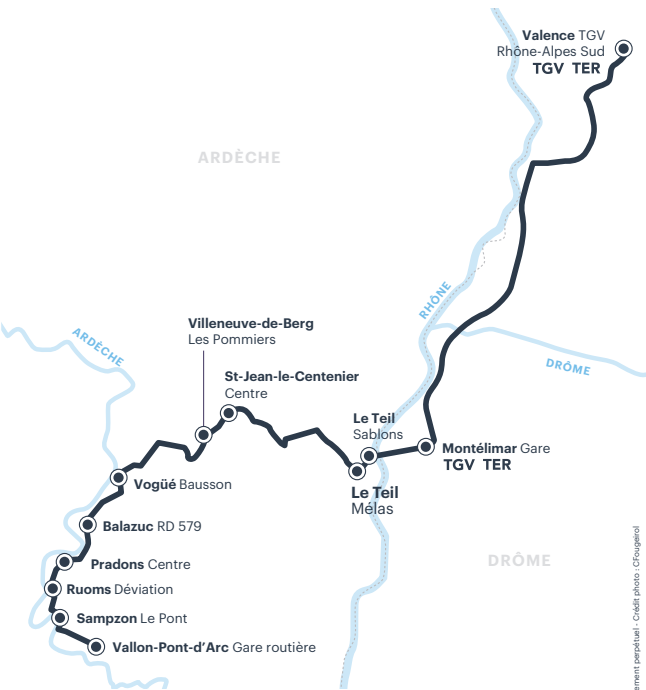 Valence TGV
Rhône-Alpes Sud
TGV TER
ARDÈCHE
RHÔNE
Villeneuve-de-Berg
Les Pommiers
ARDÈCHE
DRÔME
St-Jean-le-Centenier
Centre
Le Teil
Sablons
Montélimar Gare
TGV TER
Vogüé Bausson
Le Teil
Mélas
Balazuc RD 579
DRÔME
Pradons Centre
Ruoms Déviation
Sampzon Le Pont
Vallon-Pont-d'Arc Gare routière
ement perpétuel - Crédit photo : CFougeirol